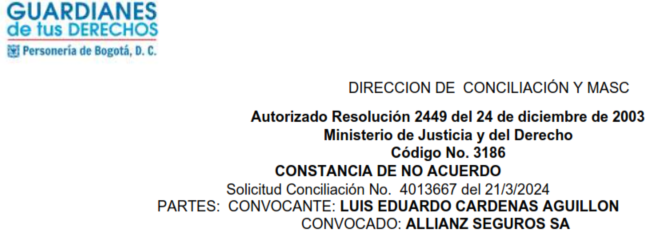 GUARDIANES
de tus DERECHOS
Personería de Bogotá, D. C.
DIRECCION DE CONCILIACIÓN Y MASC
Autorizado Resolución 2449 del 24 de diciembre de 2003
Ministerio de Justicia y del Derecho
Código No. 3186
CONSTANCIA DE NO ACUERDO
Solicitud Conciliación No. 4013667 del 21/3/2024
PARTES: CONVOCANTE: LUIS EDUARDO CARDENAS AGUILLON
CONVOCADO: ALLIANZ SEGUROS SA